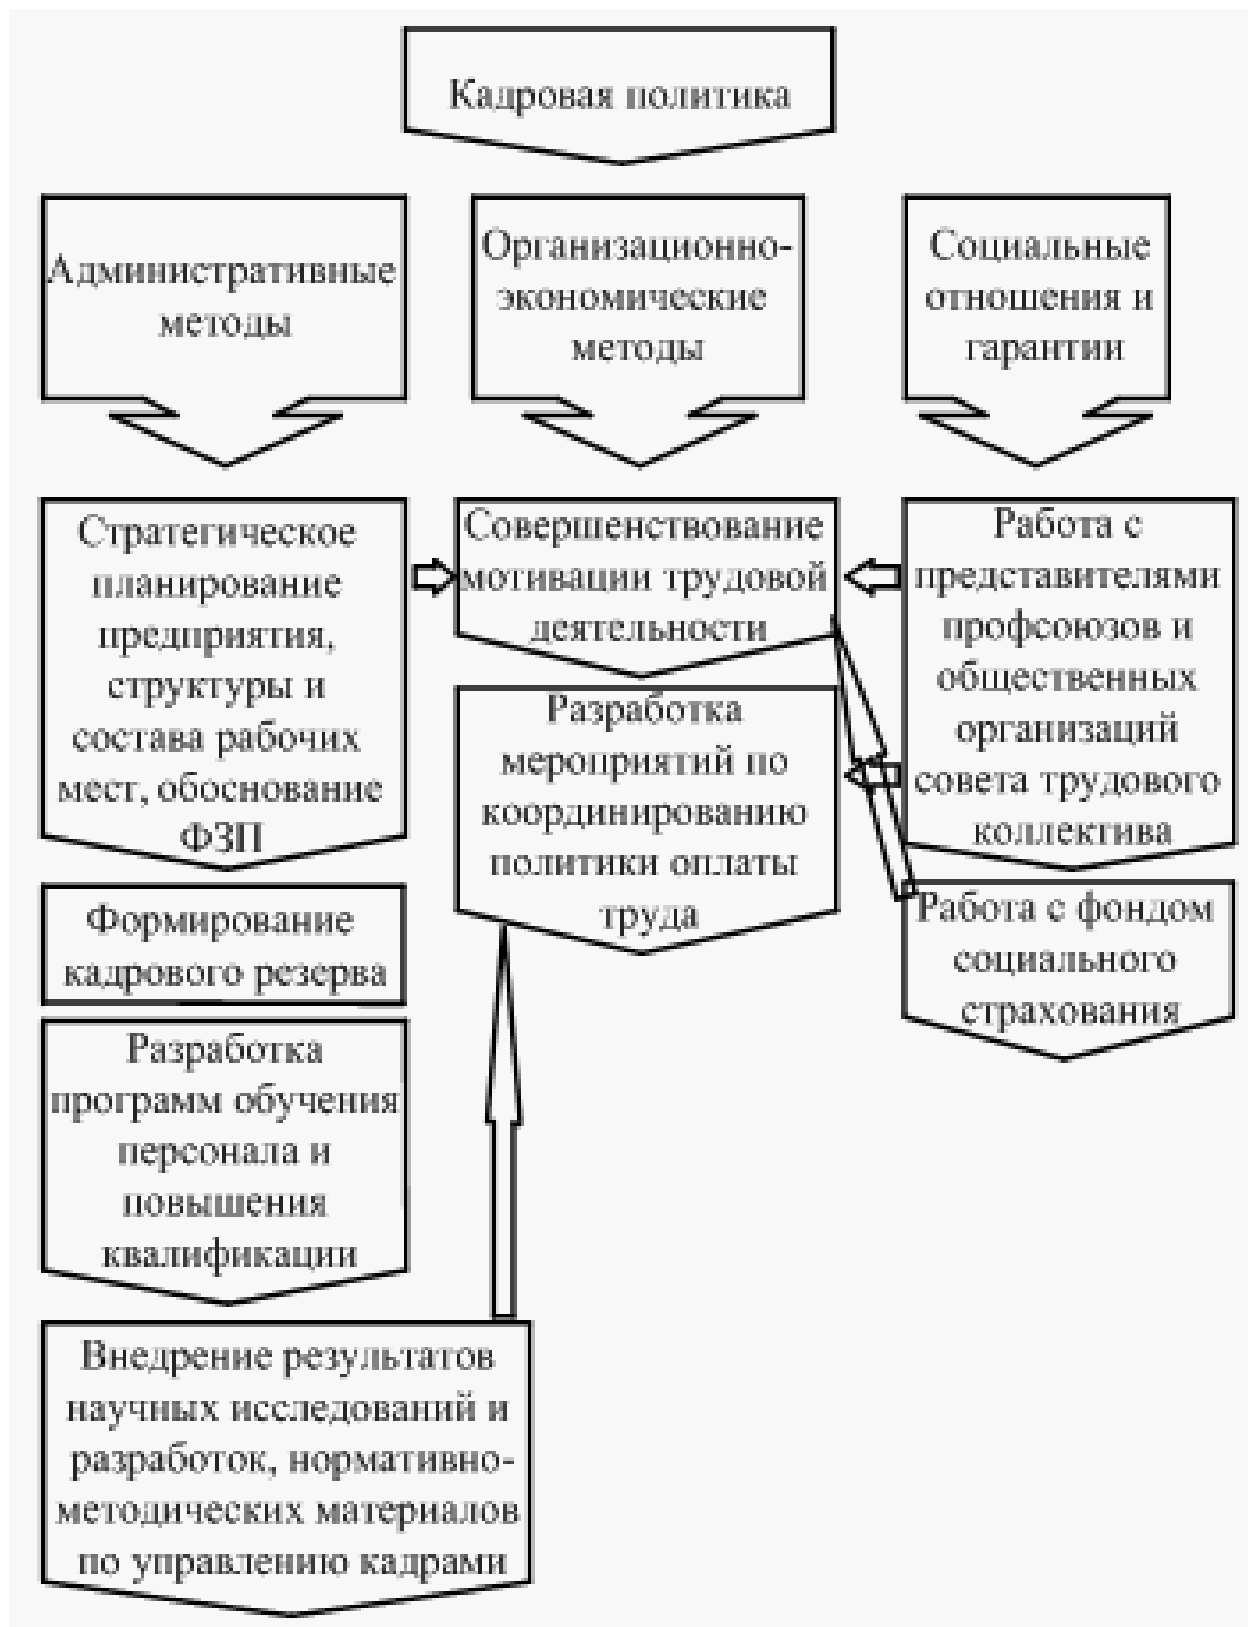 Кадровая политика
Административные
методы
Организационно-
экономические
методы
Социальные
отношения и
гарантии
Стратегическое
планирование
предприятия,
структуры и
состава рабочих
мест, обоснование
ФЗП
Совершенствование
мотивации трудовой
деятельности
Работа с
представителями
профсоюзов и
общественных
организаций
совета трудового
коллектива
Разработка
мероприятий по
координированию
политики оплаты
труда
Формирование
кадрового резерва
Работа с фондом
социального
страхования
Разработка
программ обучения
персонала и
повышения
квалификации
Внедрение результатов
научных исследований и
разработок, нормативно-
методических материалов
по управлению кадрами